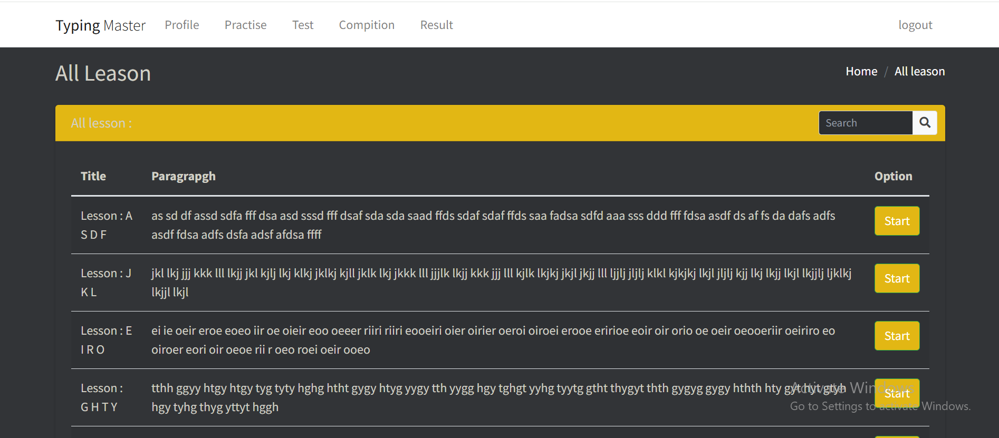 Typing Master Profile Practise Test Compition Result logout
All Leason
Home / All leason
All lesson :
Search
Title Paragrapgh Option
Lesson : A S D F
as sd df assd sdfa fff dsa asd sssd fff dsaf sda sda saad ffds sdaf sdaf ffds saa fadsa sdfd aaa sss ddd fff fdsa asdf ds af fs da dafs adfs
asdf fdsa adfs dsfa adsf afdsa ffff
Start
Lesson : J K L
jkl lkj jjj kkk lll lkjj jkl kjlj lkj klkj jklkj kjll jklk lkj jkkk lll jjjlk lkjj kkk jjj lll kjlk lkjkj jkjl jkjj lll ljjlj jljlj klkl kjkjkj lkjl jljlj kjj lkj lkjj lkjl lkjjlj ljklkj
lkjjl lkjl
Start
Lesson : E I R O
ei ie oeir eroe eoeo iir oe oieir eoo oeeer riiri riiri eooeiri oier oirier oeroi oiroei erooe eririoe eoir oir orio oe oeir oeooeriir oeiriro eo
oiroer eori oir oeoe rii r oeo roei oeir ooeo
Start
Lesson : G H T Y
tthh ggyy htgy htgy tyg tyty hghg htht gygy htyg yygy tth yygg hgy tghgt yyhg tyytg gtht thygyt thth gygyg gygy hthth hty gyt hyt gtyh
hgy tyhg thyg yttyt hggh
Start
Activate Windows
Go to Settings to activate Windows.